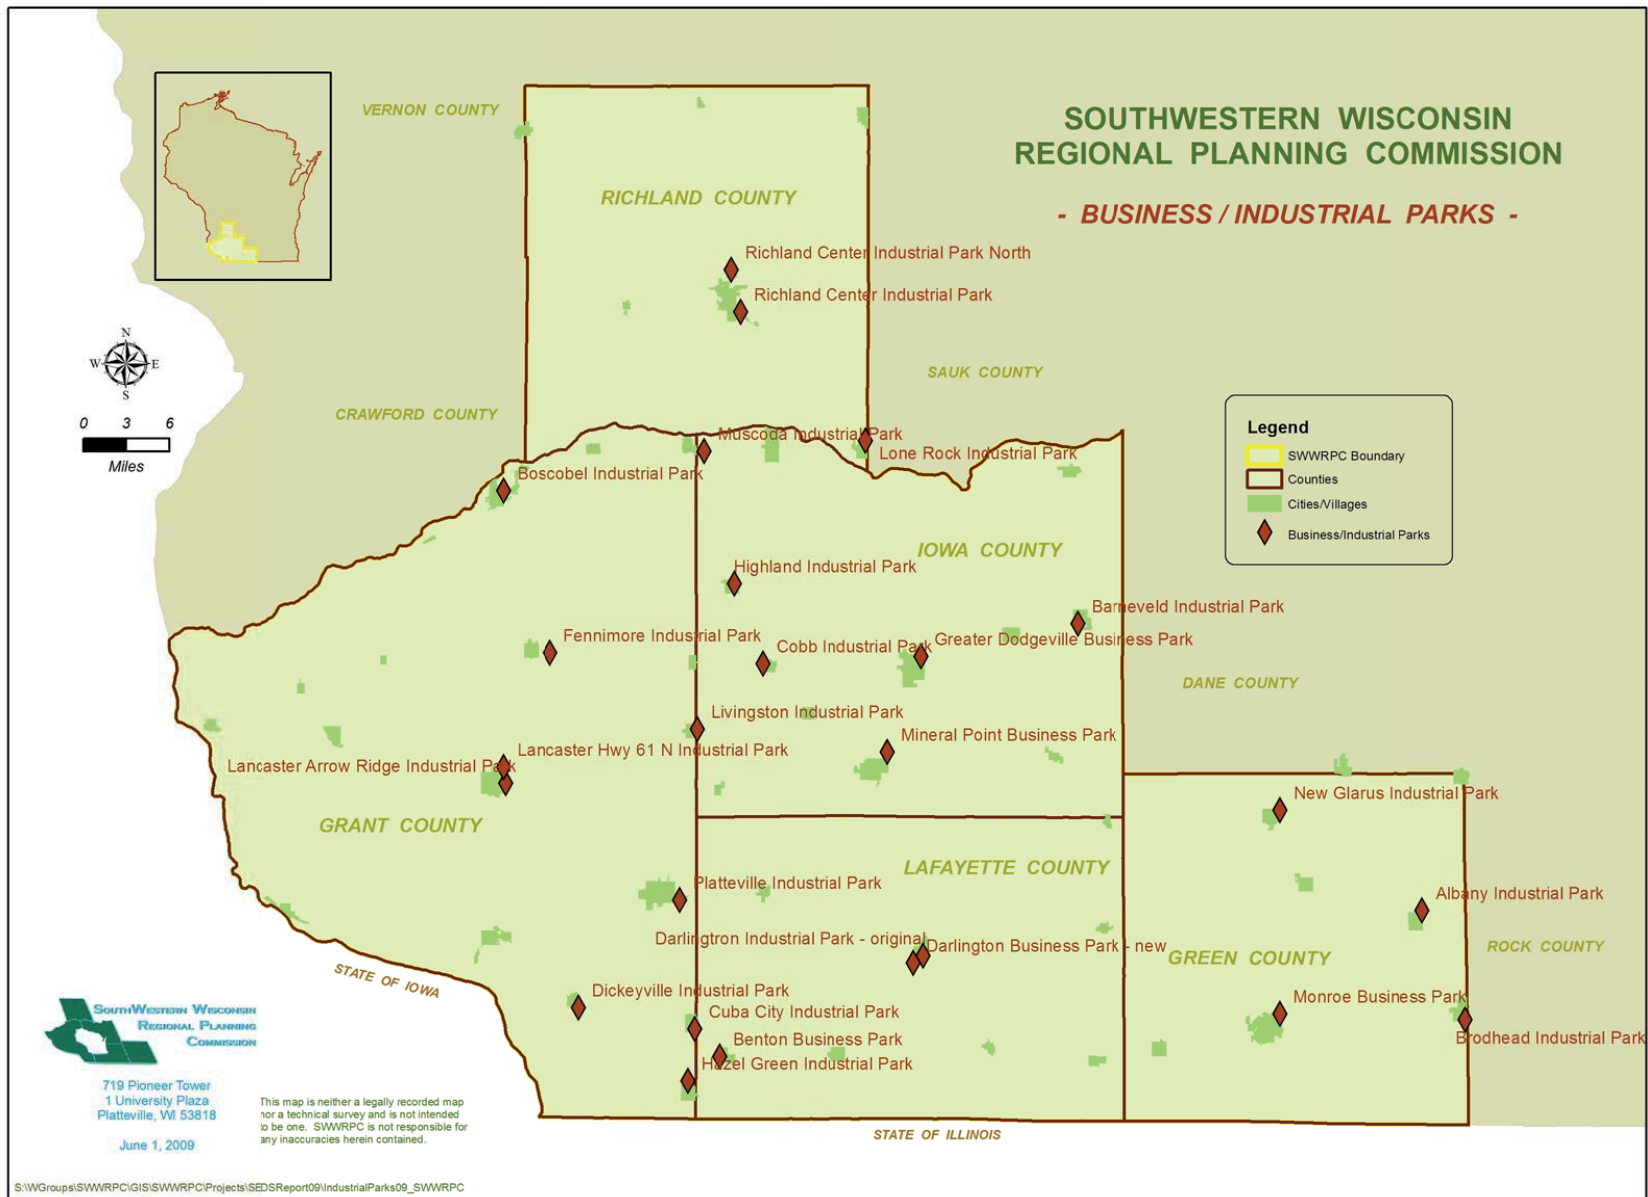 SOUTHWESTERN WISCONSIN
REGIONAL PLANNING COMMISSION
- BUSINESS / INDUSTRIAL PARKS -
VERNON COUNTY
RICHLAND COUNTY
Richland Center Industrial Park North
Richland Center Industrial Park
N
W
E
S
0 3 6
Miles
SAUK COUNTY
CRAWFORD COUNTY
Legend
SWWRPC Boundary
Counties
Cities/Villages
Business/Industrial Parks
Muscoda Industrial Park
Lone Rock Industrial Park
Boscobel Industrial Park
IOWA COUNTY
Highland Industrial Park
Barneveld Industrial Park
Fennimore Industrial Park
Cobb Industrial Park
Greater Dodgeville Business Park
DANE COUNTY
Livingston Industrial Park
Mineral Point Business Park
Lancaster Hwy 61 N Industrial Park
Lancaster Arrow Ridge Industrial Park
New Glarus Industrial Park
GRANT COUNTY
LAFAYETTE COUNTY
Platteville Industrial Park
Albany Industrial Park
Darlingtron Industrial Park - original
Darlington Business Park - new
ROCK COUNTY
GREEN COUNTY
STATE OF IOWA
Dickeyville Industrial Park
Monroe Business Park
Cuba City Industrial Park
Brodhead Industrial Park
Benton Business Park
Hazel Green Industrial Park
STATE OF ILLINOIS
SOUTHWESTERN WISCONSIN
REGIONAL PLANNING
COMMISSION
719 Pioneer Tower
1 University Plaza
Platteville, WI 53818
June 1, 2009
This map is neither a legally recorded map
nor a technical survey and is not intended
to be one. SWWRPC is not responsible for
any inaccuracies herein contained.
S:\WGroups\SWWRPC\GIS\SWWRPC\Projects\SEDSReport09\IndustrialParks09_SWWRPC